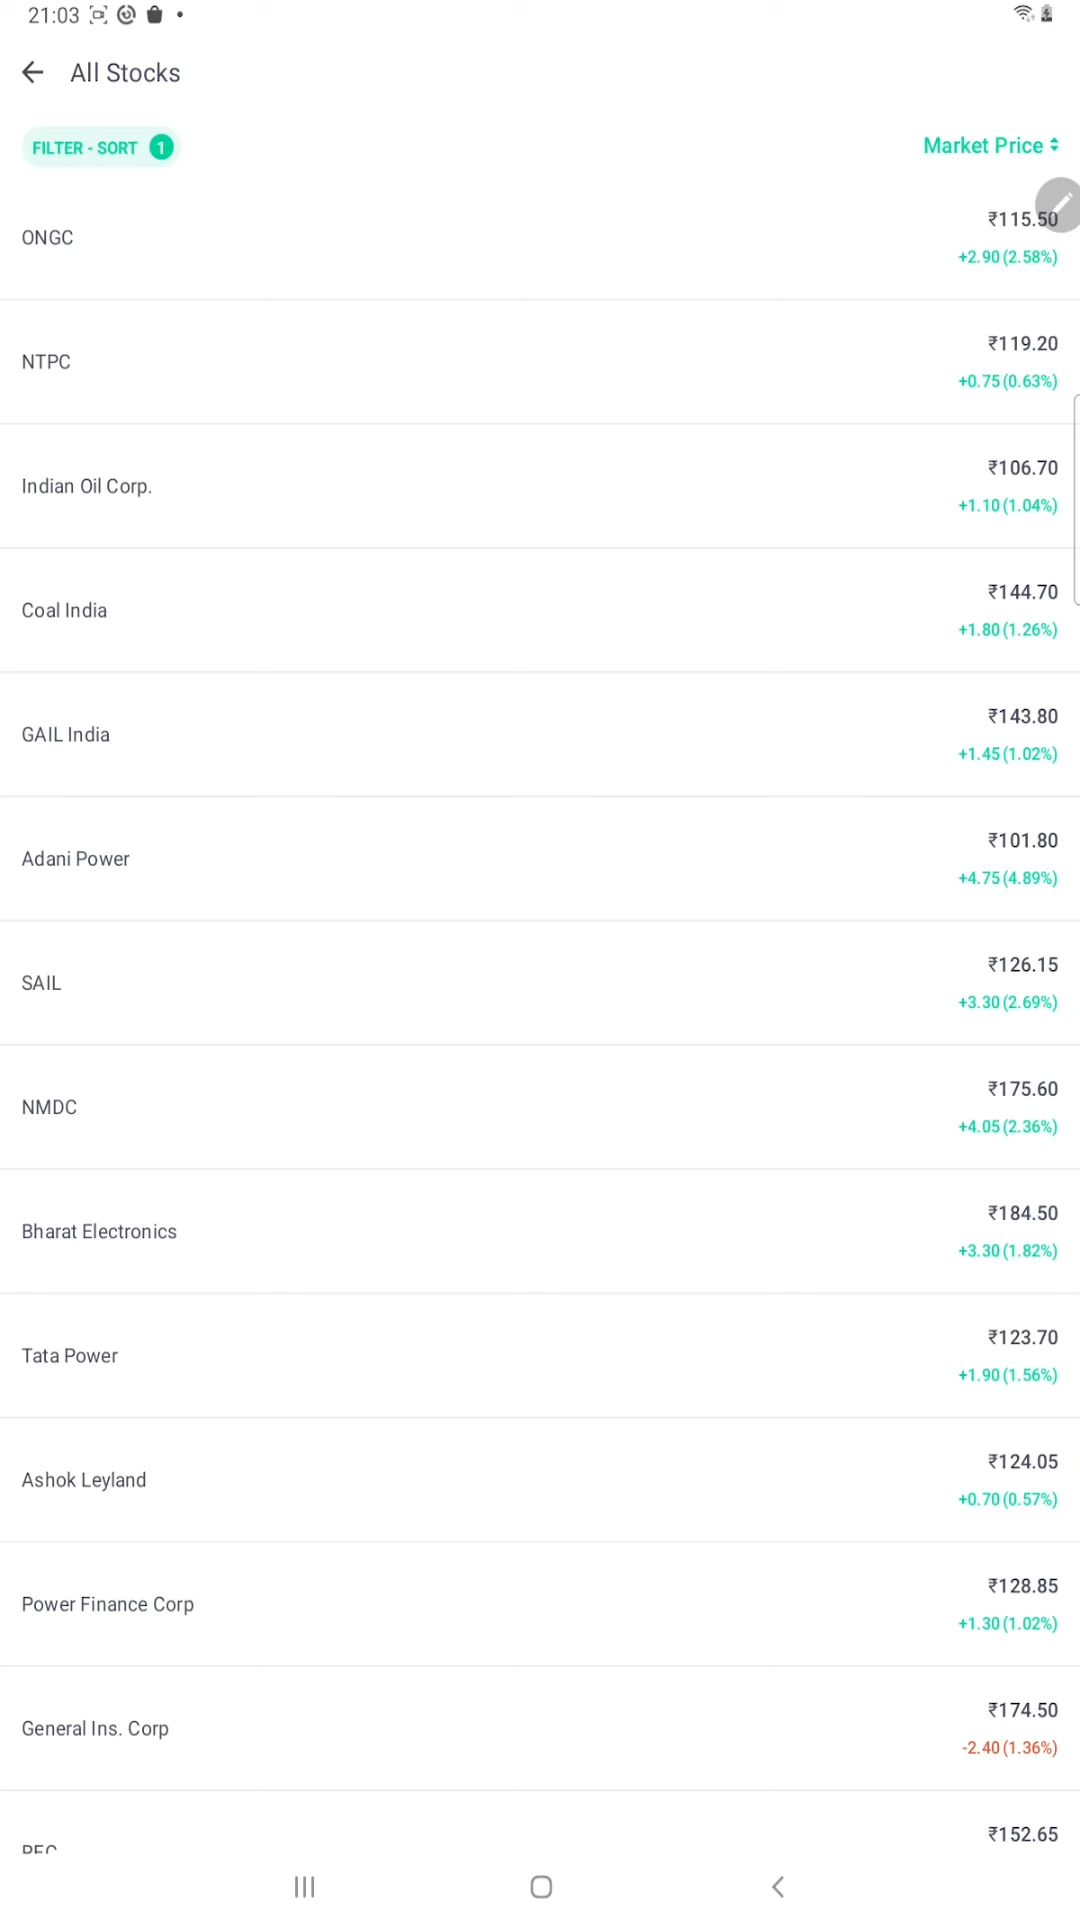 21:03
All Stocks
FILTER - SORT 1
Market Price
ONGC
₹115.50
+2.90 (2.58%)
NTPC
₹119.20
+0.75 (0.63%)
Indian Oil Corp.
₹106.70
+1.10 (1.04%)
Coal India
₹144.70
+1.80 (1.26%)
GAIL India
₹143.80
+1.45 (1.02%)
Adani Power
₹101.80
+4.75 (4.89%)
SAIL
₹126.15
+3.30 (2.69%)
NMDC
₹175.60
+4.05 (2.36%)
Bharat Electronics
₹184.50
+3.30 (1.82%)
Tata Power
₹123.70
+1.90 (1.56%)
Ashok Leyland
₹124.05
+0.70 (0.57%)
Power Finance Corp
₹128.85
+1.30 (1.02%)
General Ins. Corp
₹174.50
-2.40 (1.36%)
₹152.65